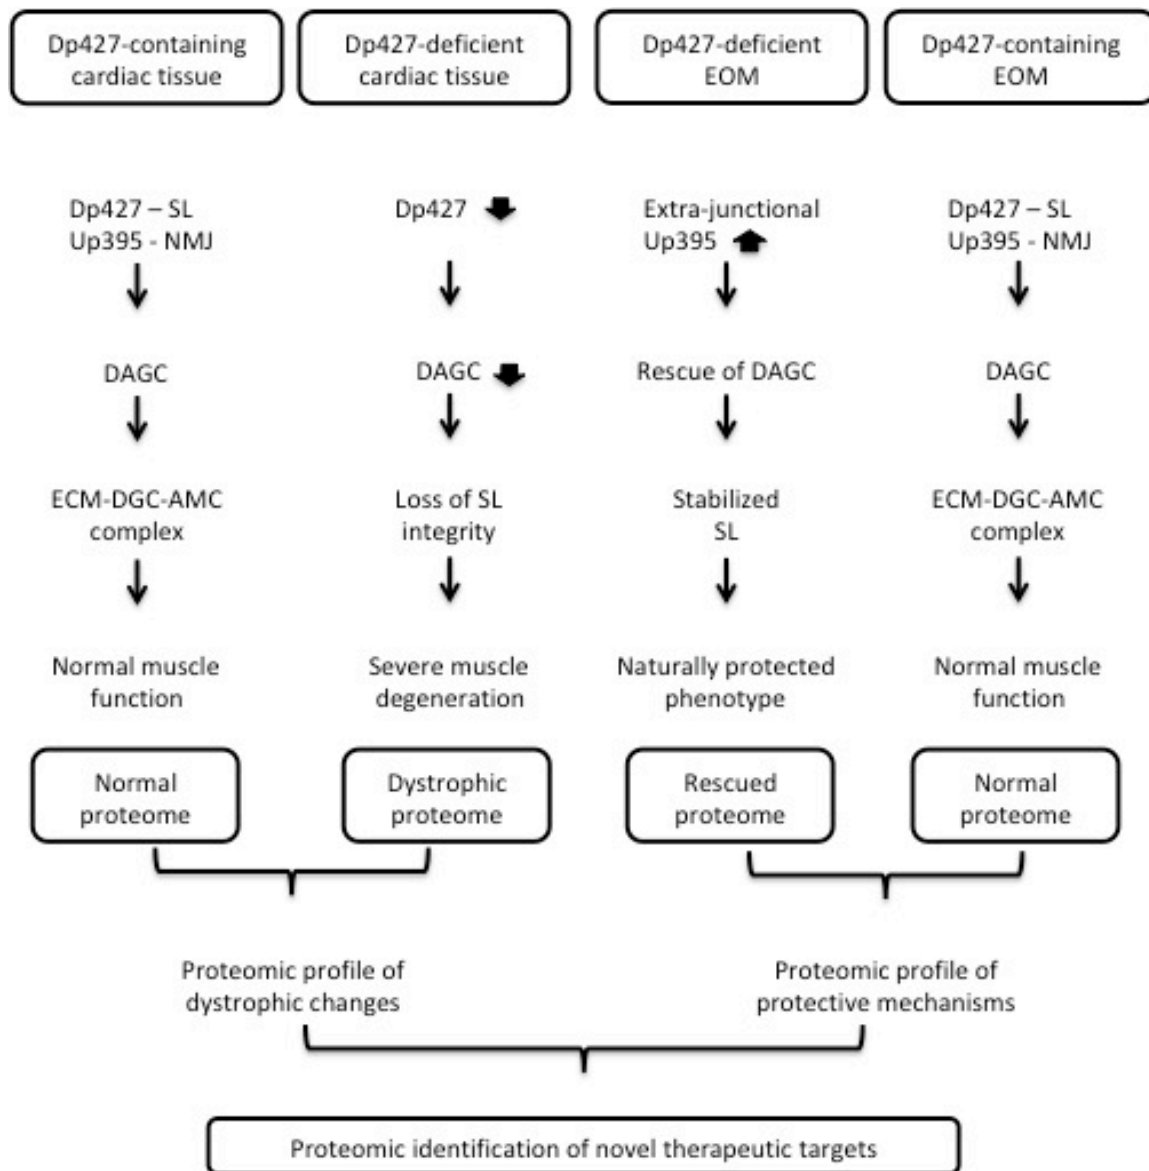 Dp427-containing
cardiac tissue
Dp427-deficient
cardiac tissue
Dp427-deficient
EOM
Dp427-containing
EOM
Dp427 – SL
Up395 - NMJ
Dp427
Extra-junctional
Up395
Dp427 – SL
Up395 - NMJ
DAGC
DAGC
Rescue of DAGC
DAGC
ECM-DGC-AMC
complex
Loss of SL
integrity
Stabilized
SL
ECM-DGC-AMC
complex
Normal muscle
function
Severe muscle
degeneration
Naturally protected
phenotype
Normal muscle
function
Normal
proteome
Dystrophic
proteome
Rescued
proteome
Normal
proteome
Proteomic profile of
dystrophic changes
Proteomic profile of
protective mechanisms
Proteomic identification of novel therapeutic targets